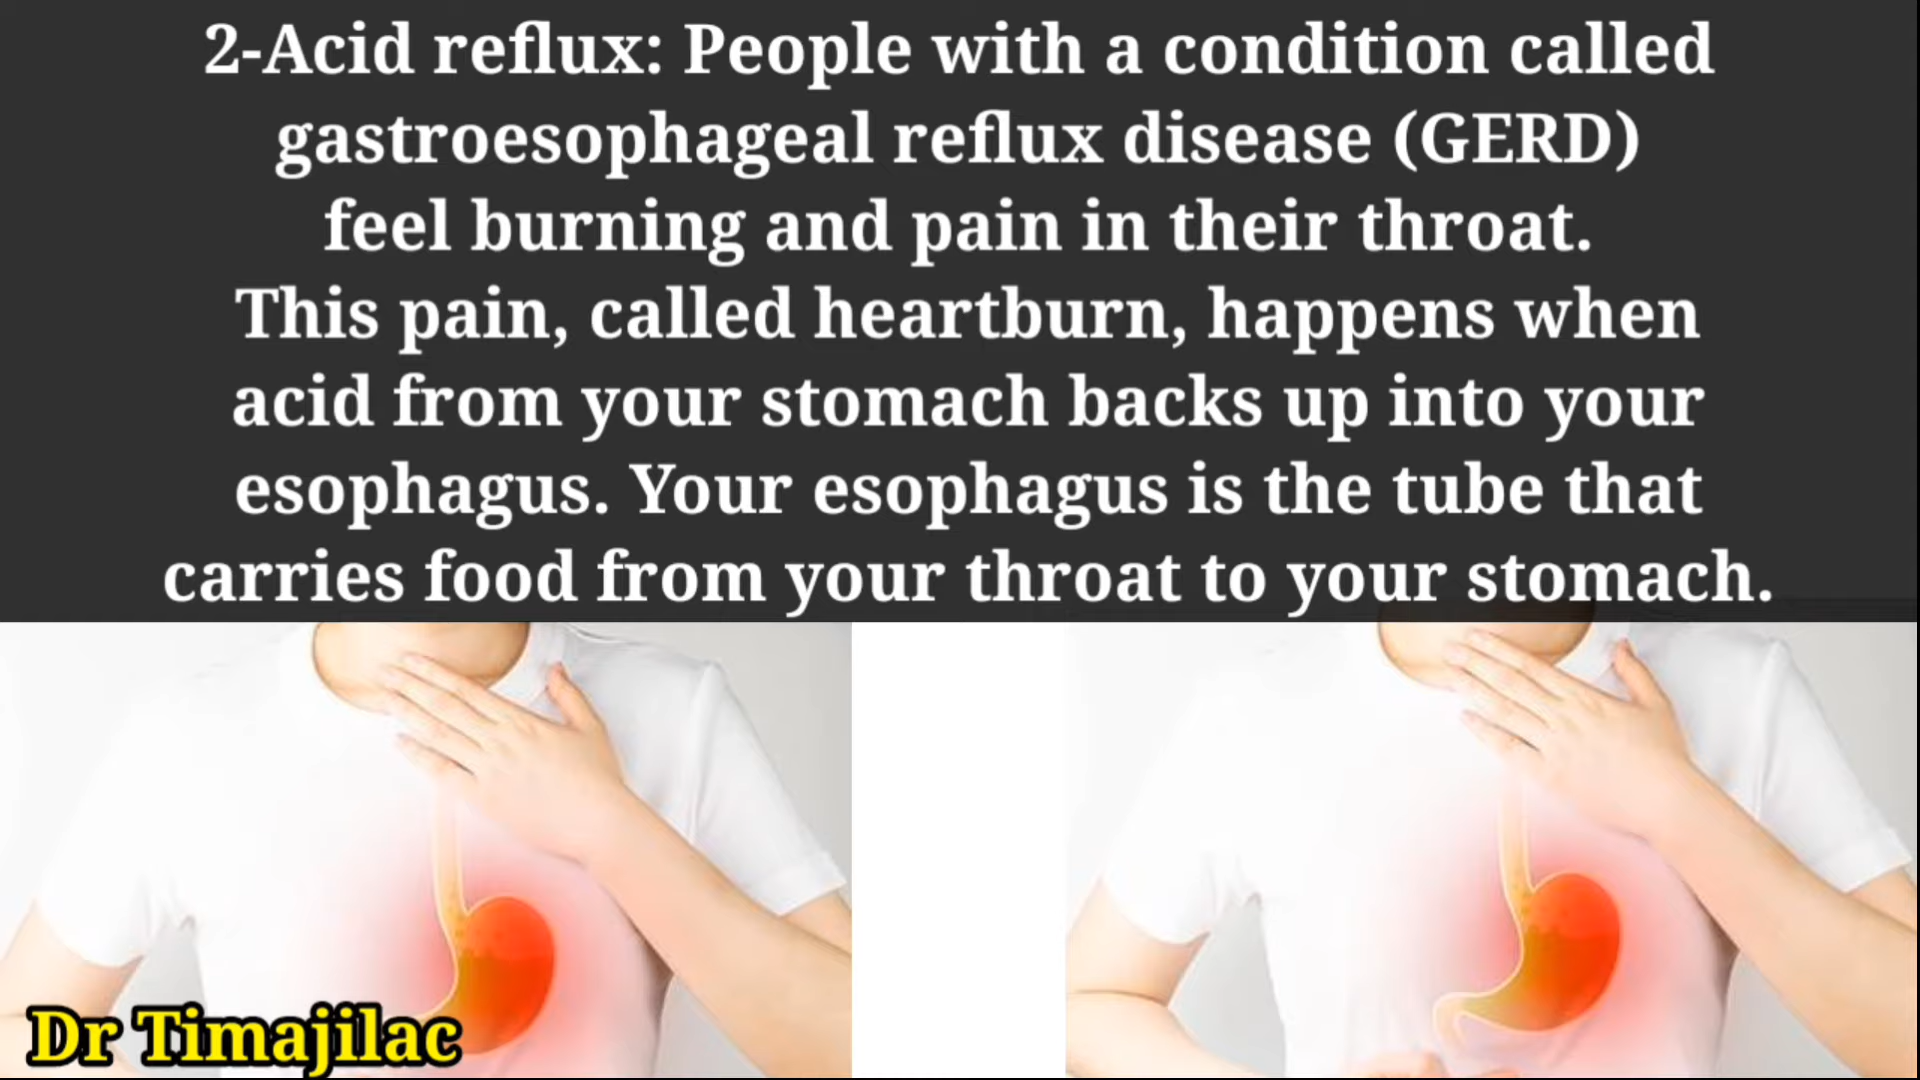 2-Acid reflux: People with a condition called
gastroesophageal reflux disease (GERD)
feel burning and pain in their throat.
This pain, called heartburn, happens when
acid from your stomach backs up into your
esophagus. Your esophagus is the tube that
carries food from your throat to your stomach.
Dr Timajilac